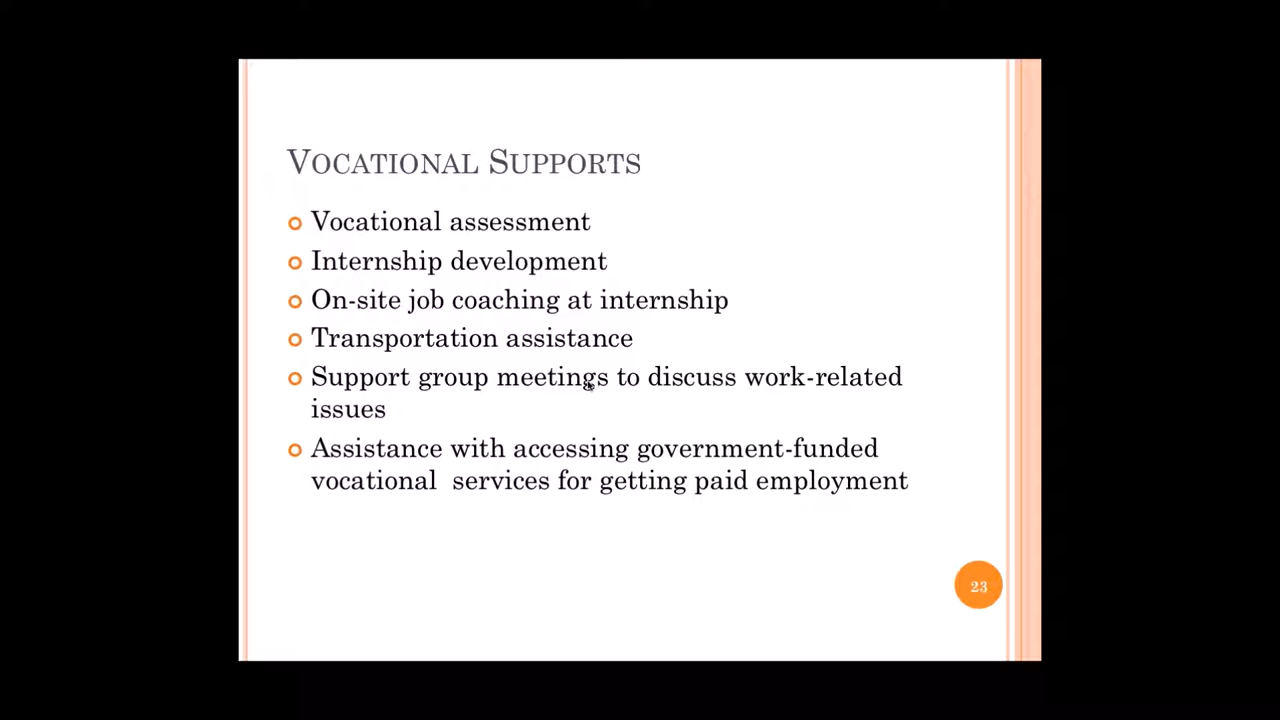 VOCATIONAL SUPPORTS
Vocational assessment
Internship development
On-site job coaching at internship
Transportation assistance
Support group meetings to discuss work-related
issues
Assistance with accessing government-funded
vocational  services for getting paid employment
23